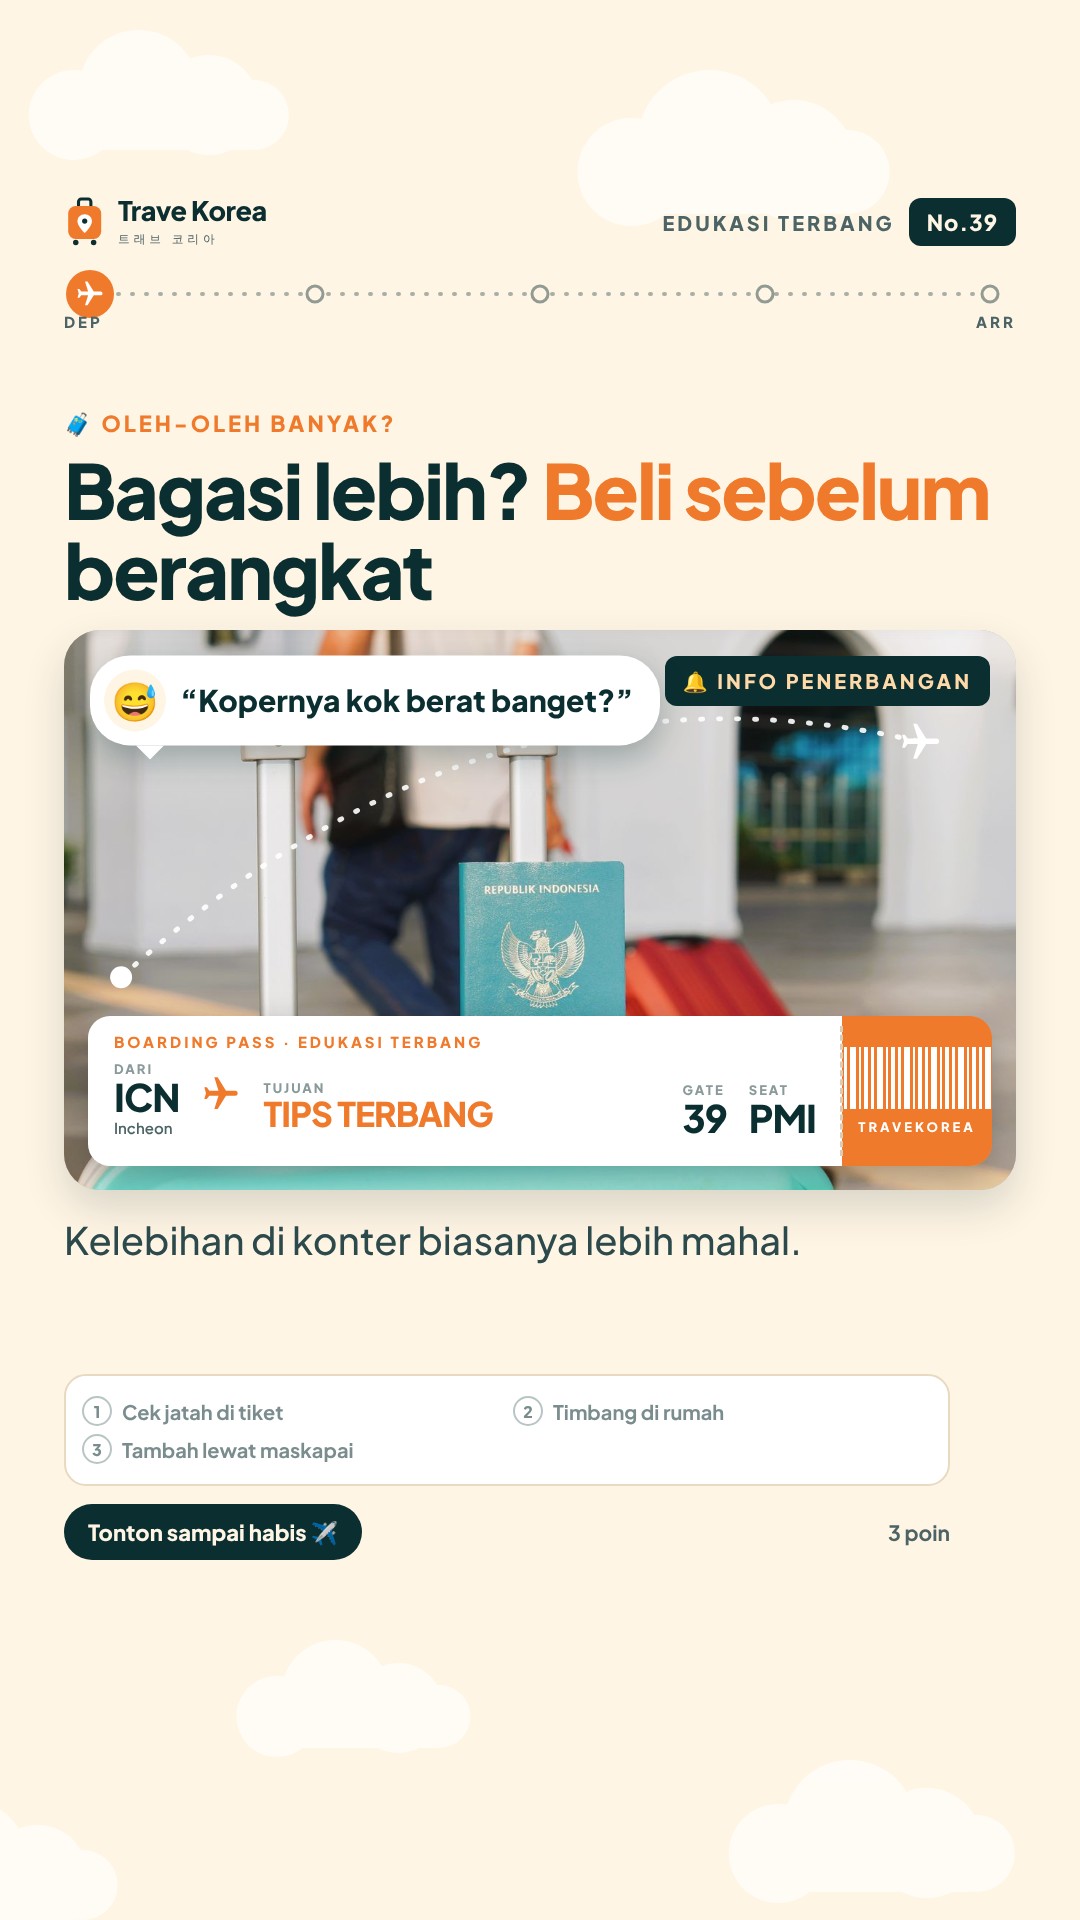 Trave Korea
트래브 코리아
EDUKASI TERBANG
No.39
DEP
ARR
OLEH-OLEH BANYAK?
Bagasi lebih? Beli sebelum
berangkat
“Kopernya kok berat banget?”
INFO PENERBANGAN
REPUBLIK INDONESIA
BOARDING PASS · EDUKASI TERBANG
DARI
ICN
Incheon
TUJUAN
TIPS TERBANG
GATE
39
SEAT
PMI
TRAVEKOREA
Kelebihan di konter biasanya lebih mahal.
1 Cek jatah di tiket
2 Timbang di rumah
3 Tambah lewat maskapai
Tonton sampai habis
3 poin